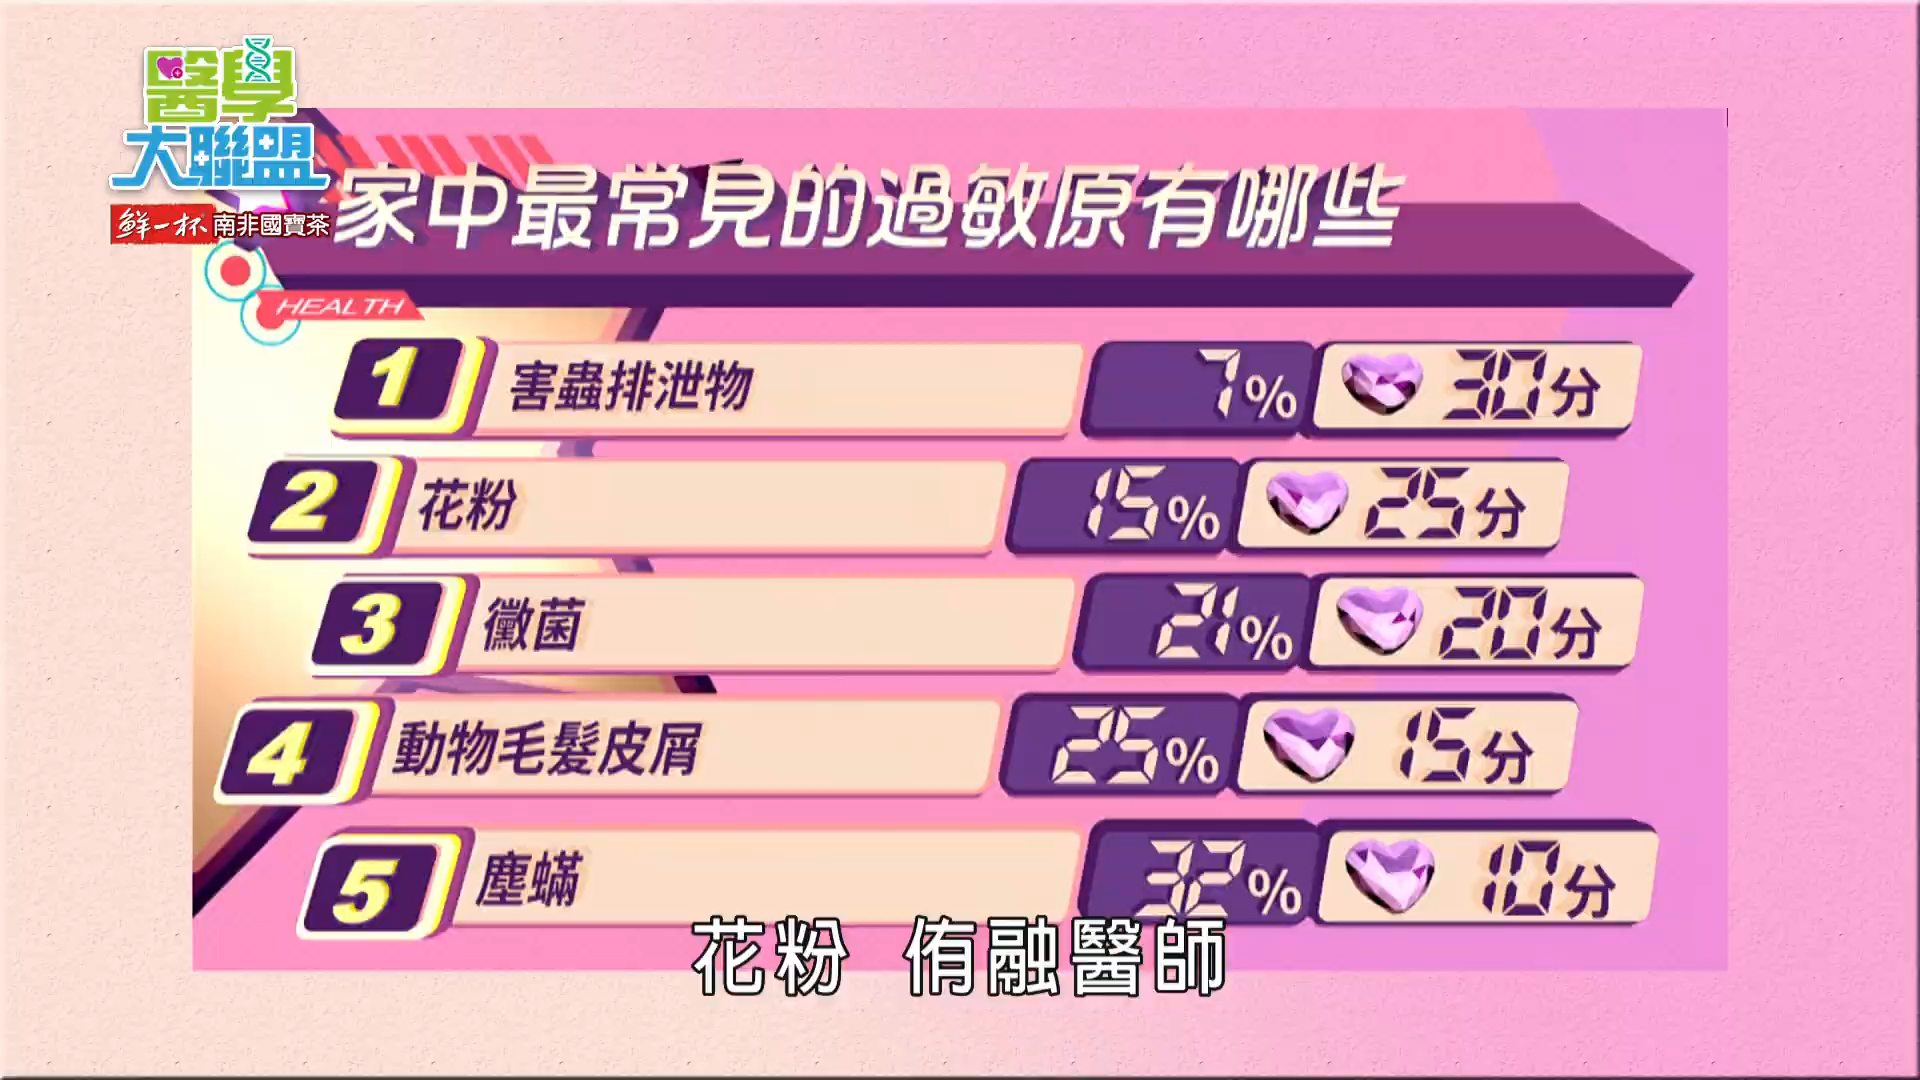 醫學
大聯盟
鮮一杯 南非國寶茶
家中最常見的過敏原有哪些
HEALTH
1 害蟲排泄物 7% 30分
2 花粉 15% 25分
3 黴菌 21% 20分
4 動物毛髮皮屑 25% 15分
5 塵蟎 32% 10分
花粉 侑融醫師